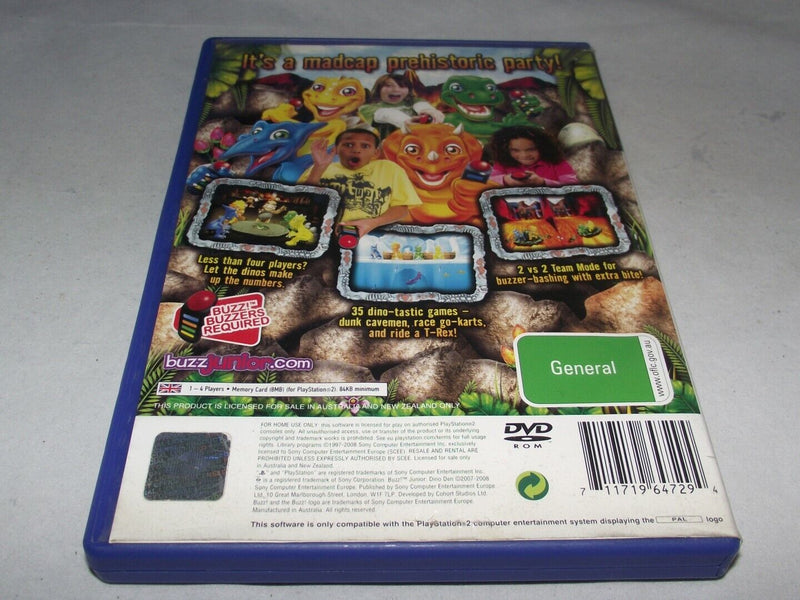 It's a madcap prehistoric party!
Less than four players?
Let the dinos make
up the numbers.
35 dino-tastic games –
dunk cavemen, race go-karts,
and ride a T-Rex!
2 vs 2 Team Mode for
buzzer-bashing with extra bite!
BUZZ!™
BUZZERS
REQUIRED
buzzjunior.com
General
www.oflc.gov.au
1 – 4 Players • Memory Card (8MB) (for PlayStation®2): 84KB minimum
THIS PRODUCT IS LICENSED FOR SALE IN AUSTRALIA AND NEW ZEALAND ONLY
FOR HOME USE ONLY: this software is licensed for play on authorised PlayStation®2
consoles only. All unauthorised access, use or transfer of the product or its underlying
copyright and trademark works is prohibited. See eu.playstation.com/terms for full usage
rights. Library programs ©1997-2008 Sony Computer Entertainment Inc. exclusively
licensed to Sony Computer Entertainment Europe (SCEE). RESALE AND RENTAL ARE
PROHIBITED UNLESS EXPRESSLY AUTHORISED BY SCEE. Licensed for sale only
in Australia and New Zealand.
and "PlayStation" are registered trademarks of Sony Computer Entertainment Inc.
is a registered trademark of Sony Corporation. Buzz!™ Junior: Dino Den ©2007-2008
Sony Computer Entertainment Europe. Published by Sony Computer Entertainment Europe
Ltd, 10 Great Marlborough Street, London, W1F 7LP. Developed by Cohort Studios Ltd.
Buzz! and the Buzz! logo are trademarks of Sony Computer Entertainment Europe.
Manufactured in Australia. All rights reserved.
DVD
ROM
7 11719 64729 4
This software is only compatible with the PlayStation®2 computer entertainment system displaying the PAL logo